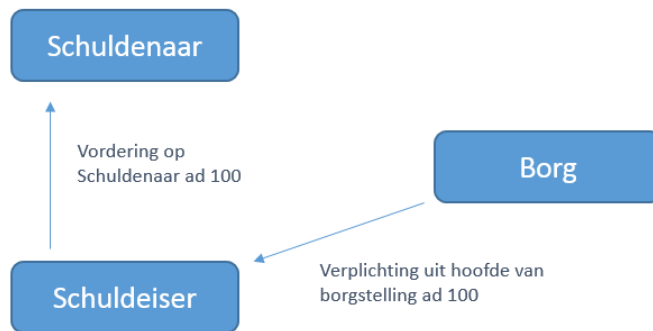 Schuldenaar
Vordering op
Schuldenaar ad 100
Borg
Verplichting uit hoofde van
borgstelling ad 100
Schuldeiser